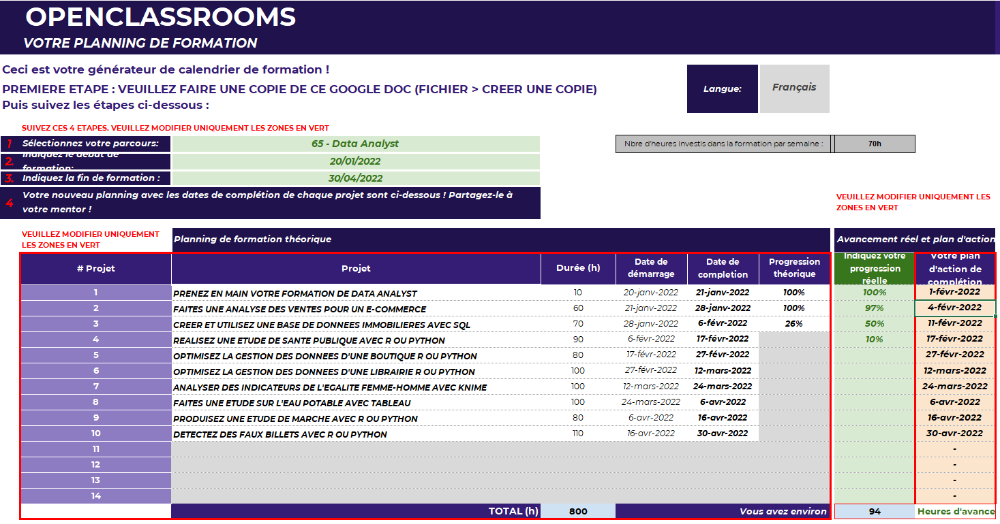 OPENCLASSROOMS
VOTRE PLANNING DE FORMATION
Ceci est votre générateur de calendrier de formation !
PREMIERE ETAPE : VEUILLEZ FAIRE UNE COPIE DE CE GOOGLE DOC (FICHIER > CREER UNE COPIE)
Puis suivez les étapes ci-dessous :
Langue: Français
SUIVEZ CES 4 ETAPES. VEUILLEZ MODIFIER UNIQUEMENT LES ZONES EN VERT
1 Sélectionnez votre parcours: 65 - Data Analyst
Nbre d'heures investis dans la formation par semaine : 70h
2. Indiquez le début de
formation: 20/01/2022
3. Indiquez la fin de formation : 30/04/2022
4 Votre nouveau planning avec les dates de complétion de chaque projet sont ci-dessous ! Partagez-le à
votre mentor !
VEUILLEZ MODIFIER UNIQUEMENT LES
ZONES EN VERT
VEUILLEZ MODIFIER UNIQUEMENT
LES ZONES EN VERT
Planning de formation théorique
Avancement réel et plan d'action
# Projet Projet Durée (h) Date de démarrage Date de completion Progression théorique Indiquez votre progression réelle Votre plan d'action de complétion
1 PRENEZ EN MAIN VOTRE FORMATION DE DATA ANALYST 10 20-janv-2022 21-janv-2022 100% 100% 1-févr-2022
2 FAITES UNE ANALYSE DES VENTES POUR UN E-COMMERCE 60 21-janv-2022 28-janv-2022 100% 97% 4-févr-2022
3 CREER ET UTILISEZ UNE BASE DE DONNEES IMMOBILIERES AVEC SQL 70 28-janv-2022 6-févr-2022 26% 50% 11-févr-2022
4 REALISEZ UNE ETUDE DE SANTE PUBLIQUE AVEC R OU PYTHON 90 6-févr-2022 17-févr-2022 10% 17-févr-2022
5 OPTIMISEZ LA GESTION DES DONNEES D'UNE BOUTIQUE R OU PYTHON 80 17-févr-2022 27-févr-2022 27-févr-2022
6 OPTIMISEZ LA GESTION DES DONNEES D'UNE LIBRAIRIE R OU PYTHON 100 27-févr-2022 12-mars-2022 12-mars-2022
7 ANALYSER DES INDICATEURS DE L'EGALITE FEMME-HOMME AVEC KNIME 100 12-mars-2022 24-mars-2022 24-mars-2022
8 FAITES UNE ETUDE SUR L'EAU POTABLE AVEC TABLEAU 100 24-mars-2022 6-avr-2022 6-avr-2022
9 PRODUISEZ UNE ETUDE DE MARCHE AVEC R OU PYTHON 80 6-avr-2022 16-avr-2022 16-avr-2022
10 DETECTEZ DES FAUX BILLETS AVEC R OU PYTHON 110 16-avr-2022 30-avr-2022 30-avr-2022
11 -
12 -
13 -
14 -
TOTAL (h) 800 Vous avez environ 94 Heures d'avance